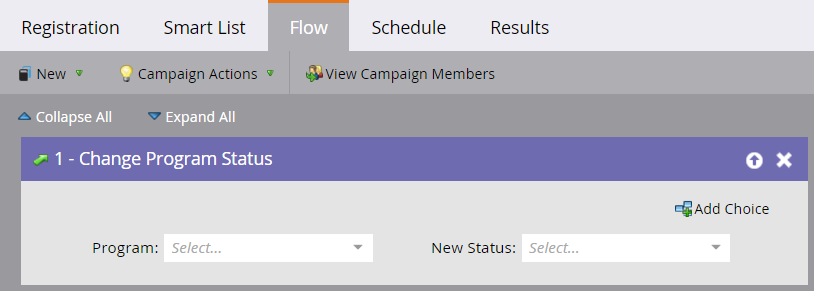 Registration Smart List Flow Schedule Results
New Campaign Actions View Campaign Members
Collapse All Expand All
1 - Change Program Status
Add Choice
Program: Select... New Status: Select...